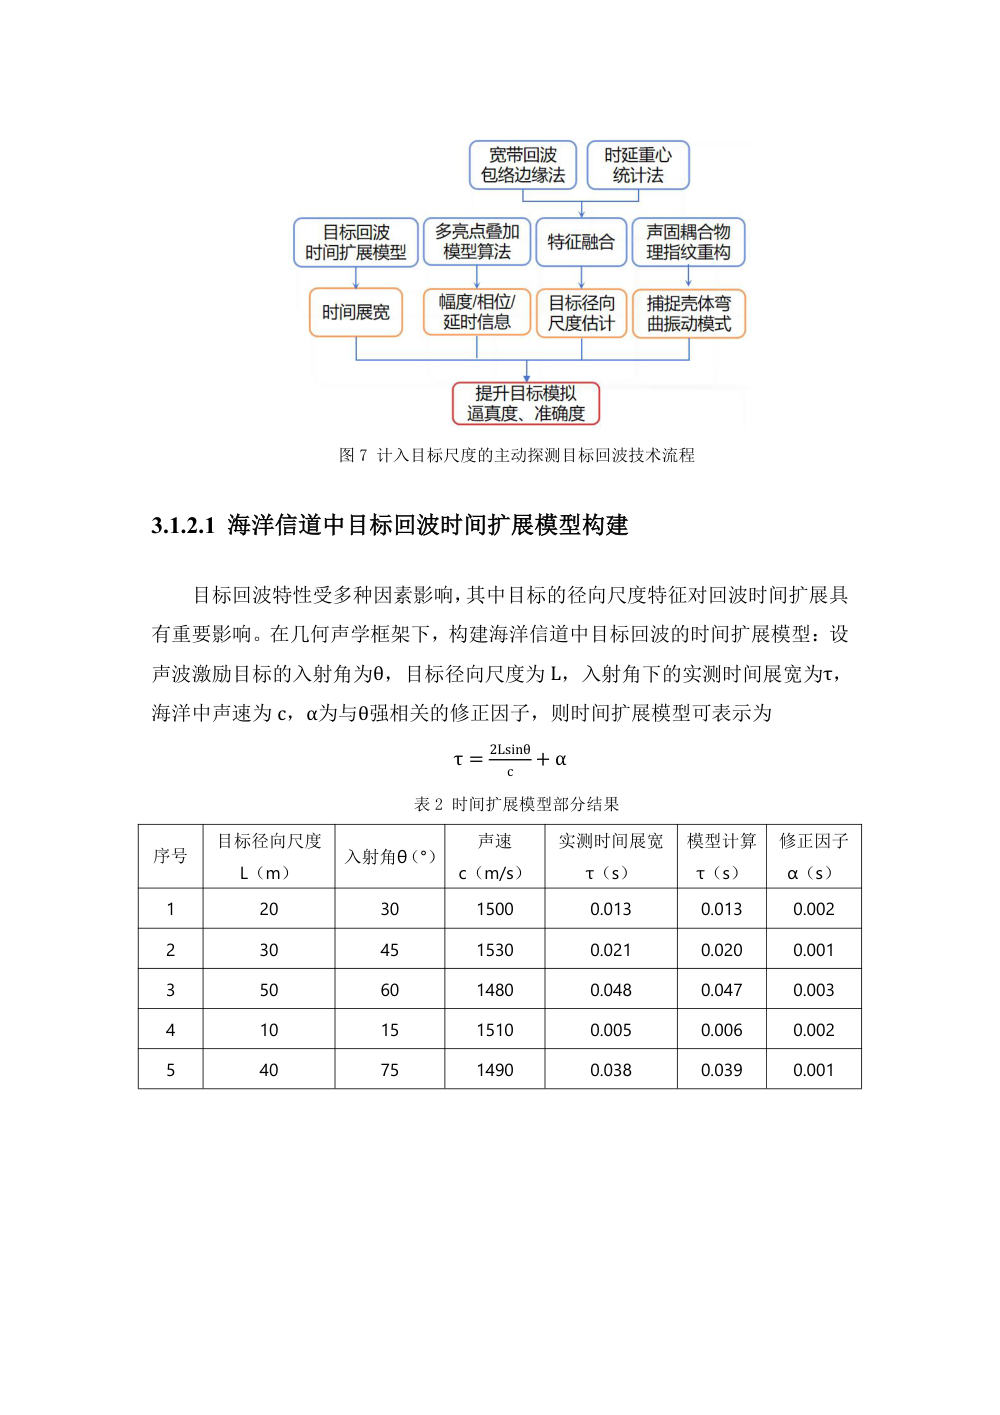 宽带回波
包络边缘法
时延重心
统计法
目标回波
时间扩展模型
多亮点叠加
模型算法
特征融合
声固耦合物
理指纹重构
时间展宽
幅度/相位/
延时信息
目标径向
尺度估计
捕捉壳体弯
曲振动模式
提升目标模拟
逼真度、准确度
图 7 计入目标尺度的主动探测目标回波技术流程
3.1.2.1 海洋信道中目标回波时间扩展模型构建
目标回波特性受多种因素影响，其中目标的径向尺度特征对回波时间扩展具
有重要影响。在几何声学框架下，构建海洋信道中目标回波的时间扩展模型：设
声波激励目标的入射角为θ，目标径向尺度为 L，入射角下的实测时间展宽为τ，
海洋中声速为 c，α为与θ强相关的修正因子，则时间扩展模型可表示为
τ = 2Lsinθ/c + α
表 2 时间扩展模型部分结果
序号 目标径向尺度 L（m） 入射角θ（°） 声速 c（m/s） 实测时间展宽 τ（s） 模型计算 τ（s） 修正因子 α（s）
1 20 30 1500 0.013 0.013 0.002
2 30 45 1530 0.021 0.020 0.001
3 50 60 1480 0.048 0.047 0.003
4 10 15 1510 0.005 0.006 0.002
5 40 75 1490 0.038 0.039 0.001